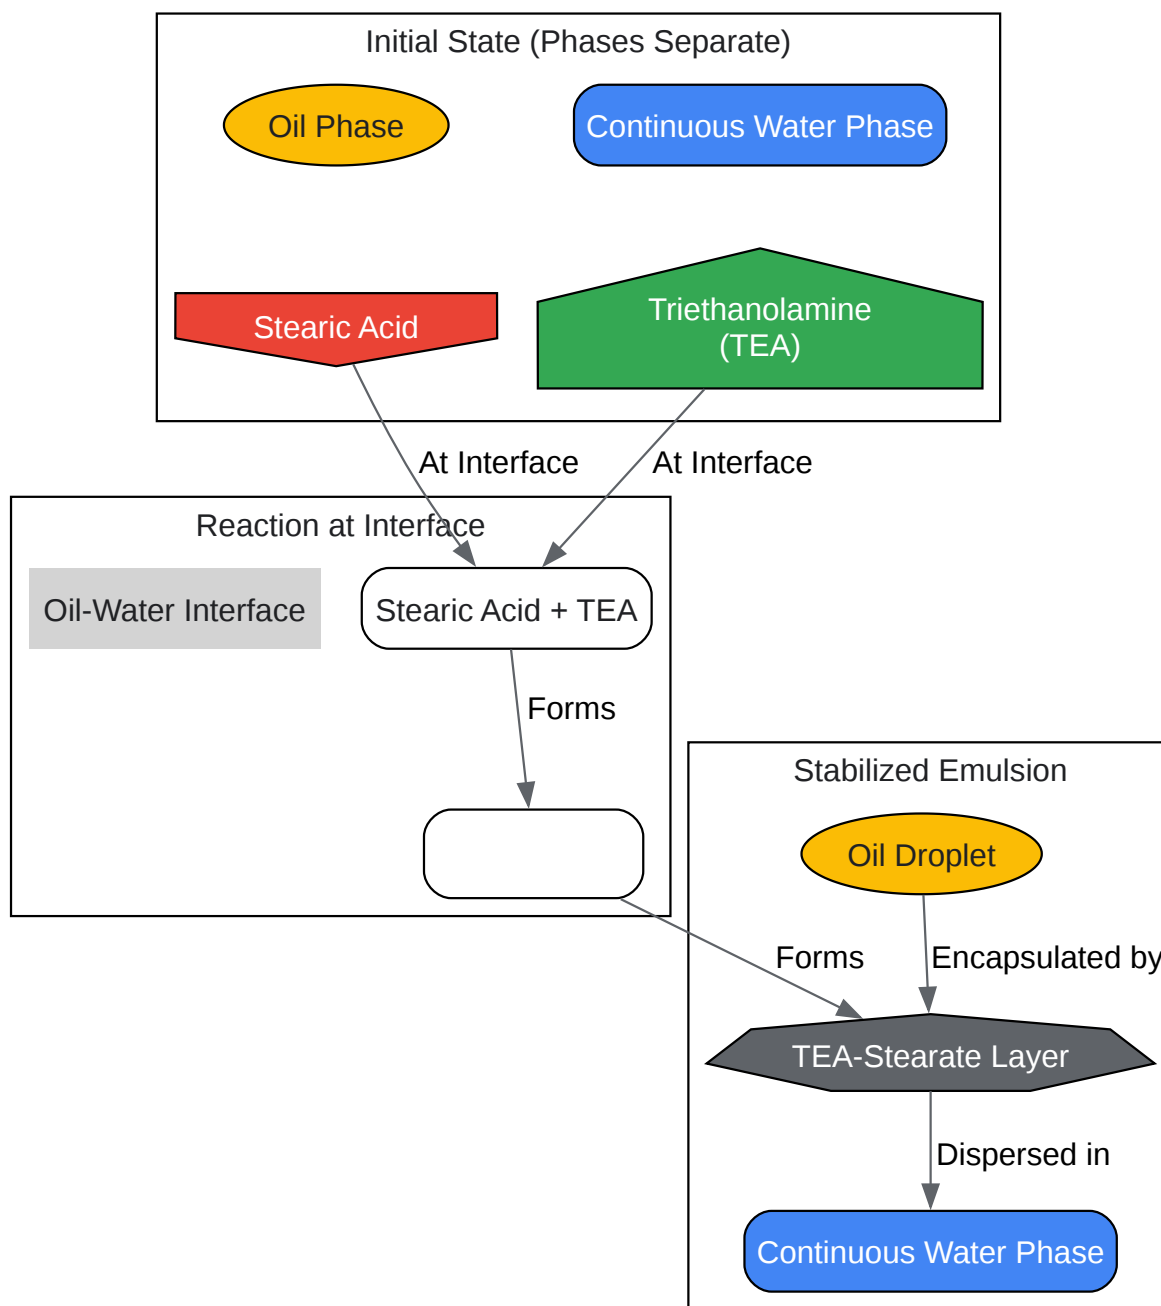 Initial State (Phases Separate)
Oil Phase
Continuous Water Phase
Stearic Acid
Triethanolamine
(TEA)
At Interface
At Interface
Reaction at Interface
Oil-Water Interface
Stearic Acid + TEA
Forms
Stabilized Emulsion
Oil Droplet
Forms
Encapsulated by
TEA-Stearate Layer
Dispersed in
Continuous Water Phase